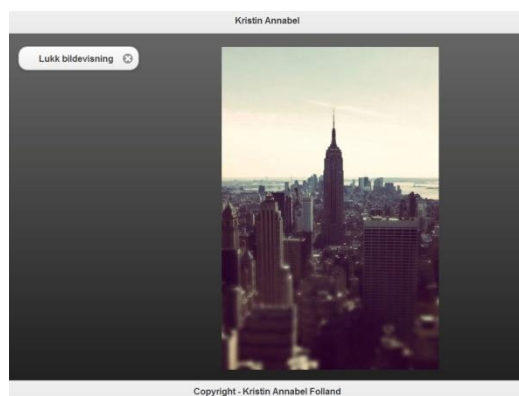 Kristin Annabel
Lukk bildevisning
Copyright - Kristin Annabel Folland